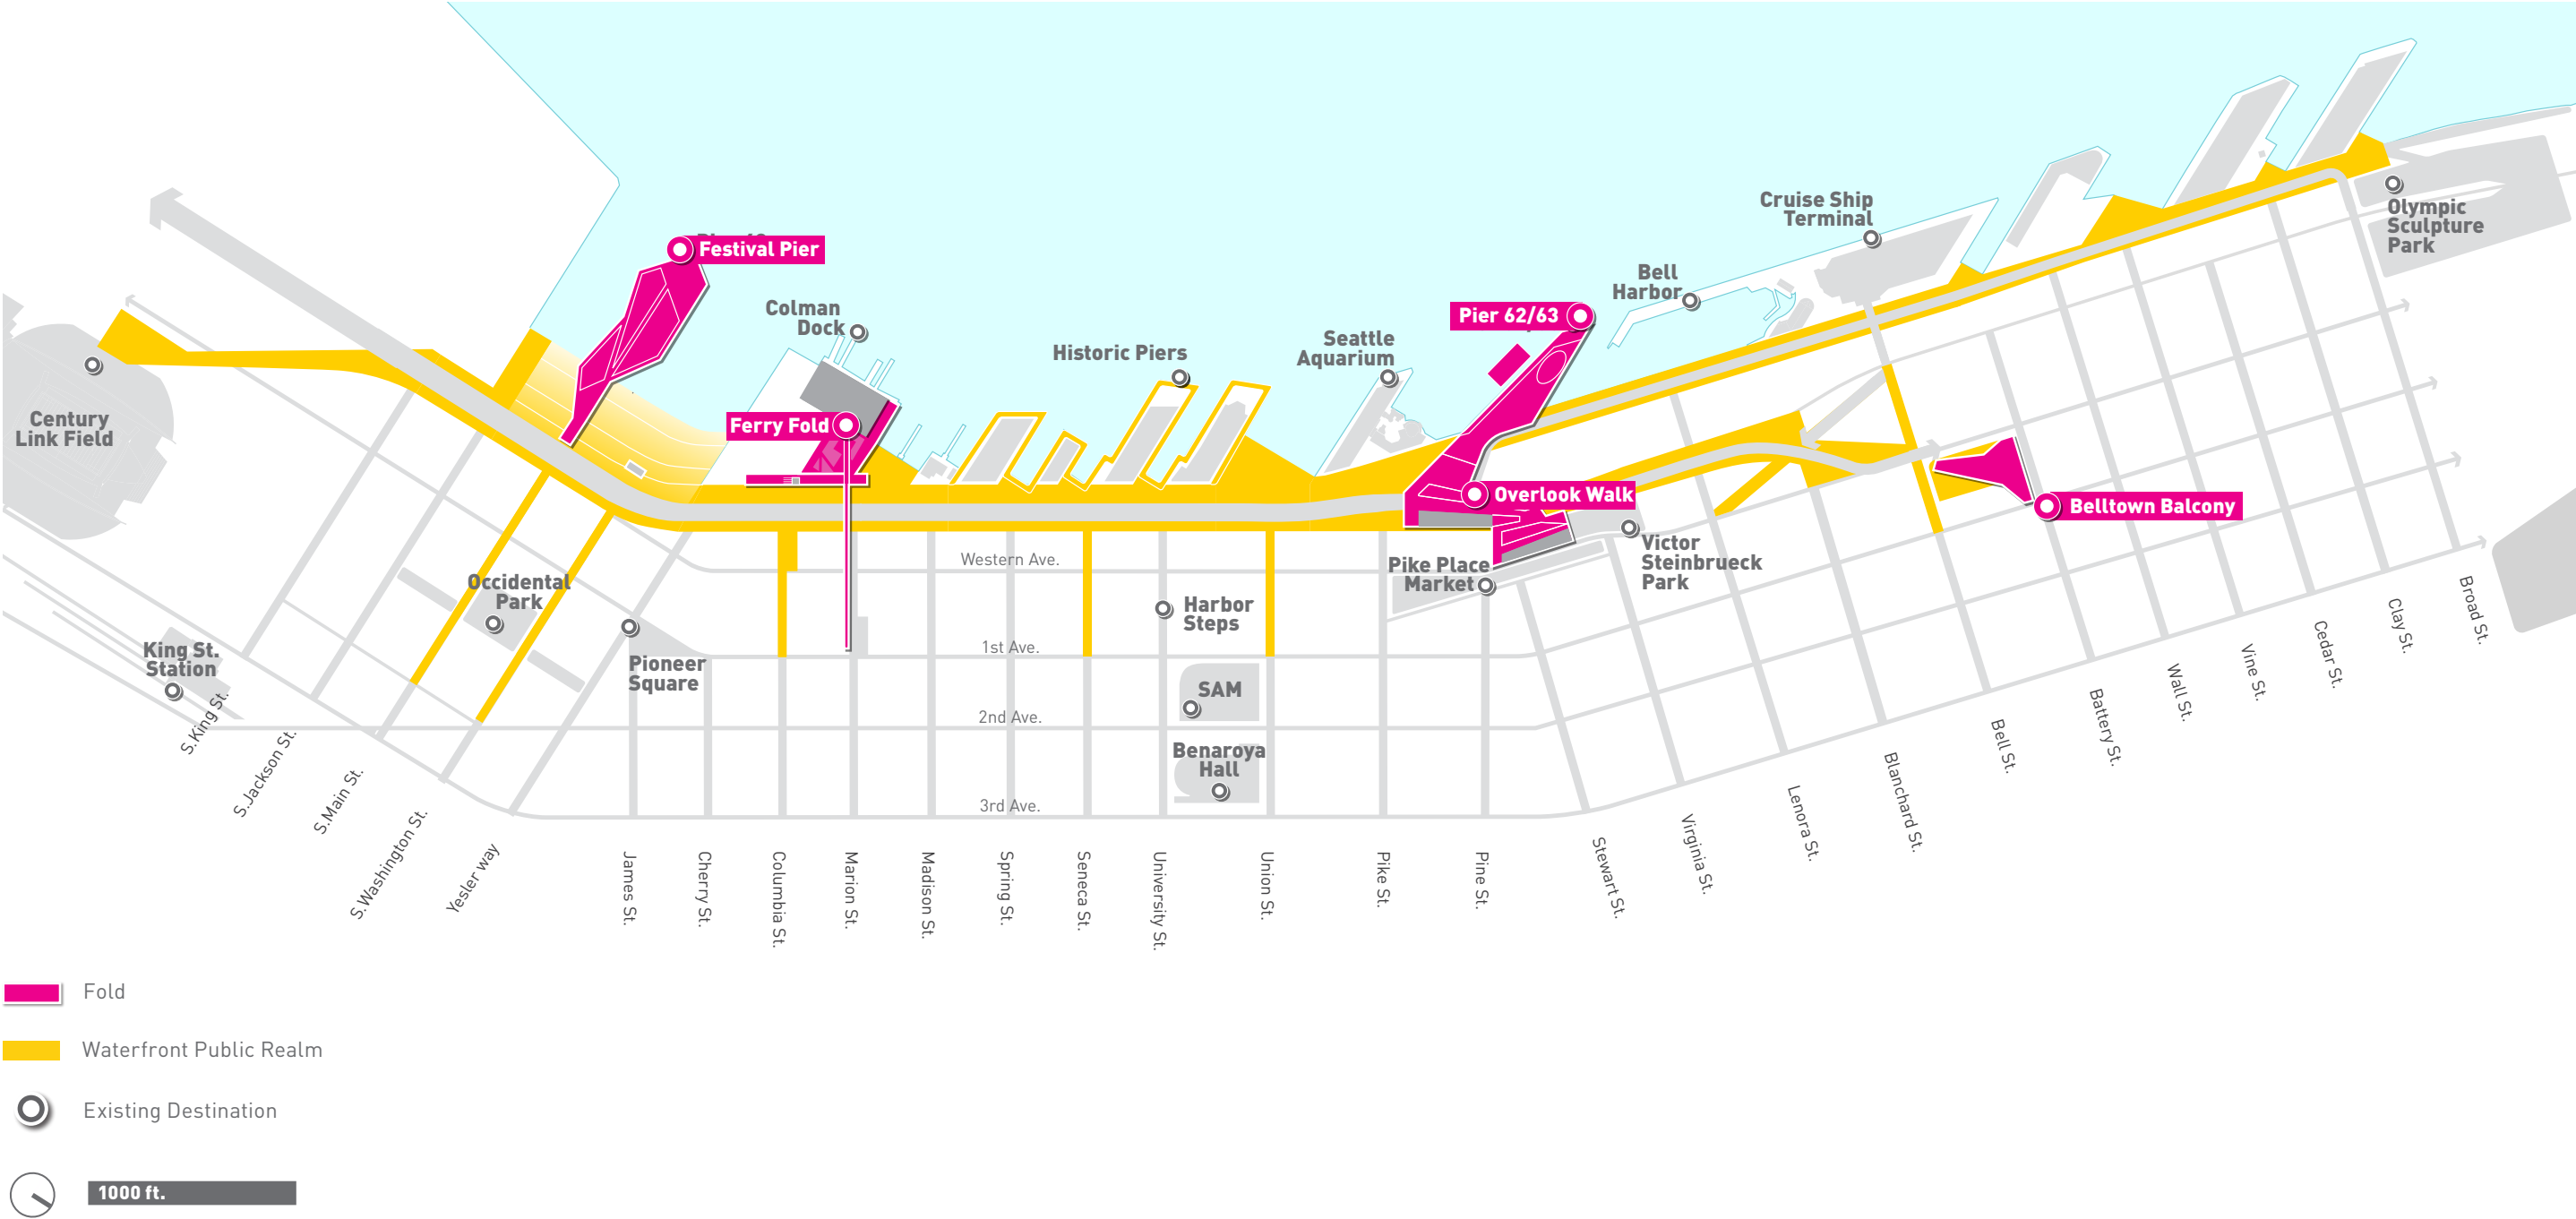 Festival Pier
Colman
Dock
Ferry Fold
Historic Piers
Seattle
Aquarium
Pier 62/63
Bell
Harbor
Cruise Ship
Terminal
Olympic
Sculpture
Park
Century
Link Field
Overlook Walk
Belltown Balcony
Victor
Steinbrueck
Park
Pike Place
Market
Western Ave.
Occidental
Park
Harbor
Steps
King St.
Station
Pioneer
Square
1st Ave.
SAM
2nd Ave.
Benaroya
Hall
3rd Ave.
S.King St.
S.Jackson St.
S.Main St.
S.Washington St.
Yesler way
James St.
Cherry St.
Columbia St.
Marion St.
Madison St.
Spring St.
Seneca St.
University St.
Union St.
Pike St.
Pine St.
Stewart St.
Virginia St.
Lenora St.
Blanchard St.
Bell St.
Battery St.
Wall St.
Vine St.
Cedar St.
Clay St.
Broad St.
Fold
Waterfront Public Realm
Existing Destination
1000 ft.